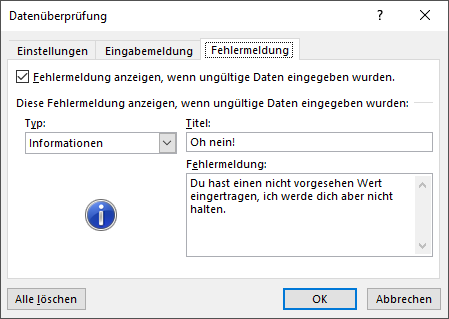 Datenüberprüfung
?
Einstellungen Eingabemeldung Fehlermeldung
Fehlermeldung anzeigen, wenn ungültige Daten eingegeben wurden.
Diese Fehlermeldung anzeigen, wenn ungültige Daten eingegeben wurden:
Typ: Titel:
Informationen Oh nein!
Fehlermeldung:
Du hast einen nicht vorgesehen Wert
eingertragen, ich werde dich aber nicht
halten.
Alle löschen OK Abbrechen